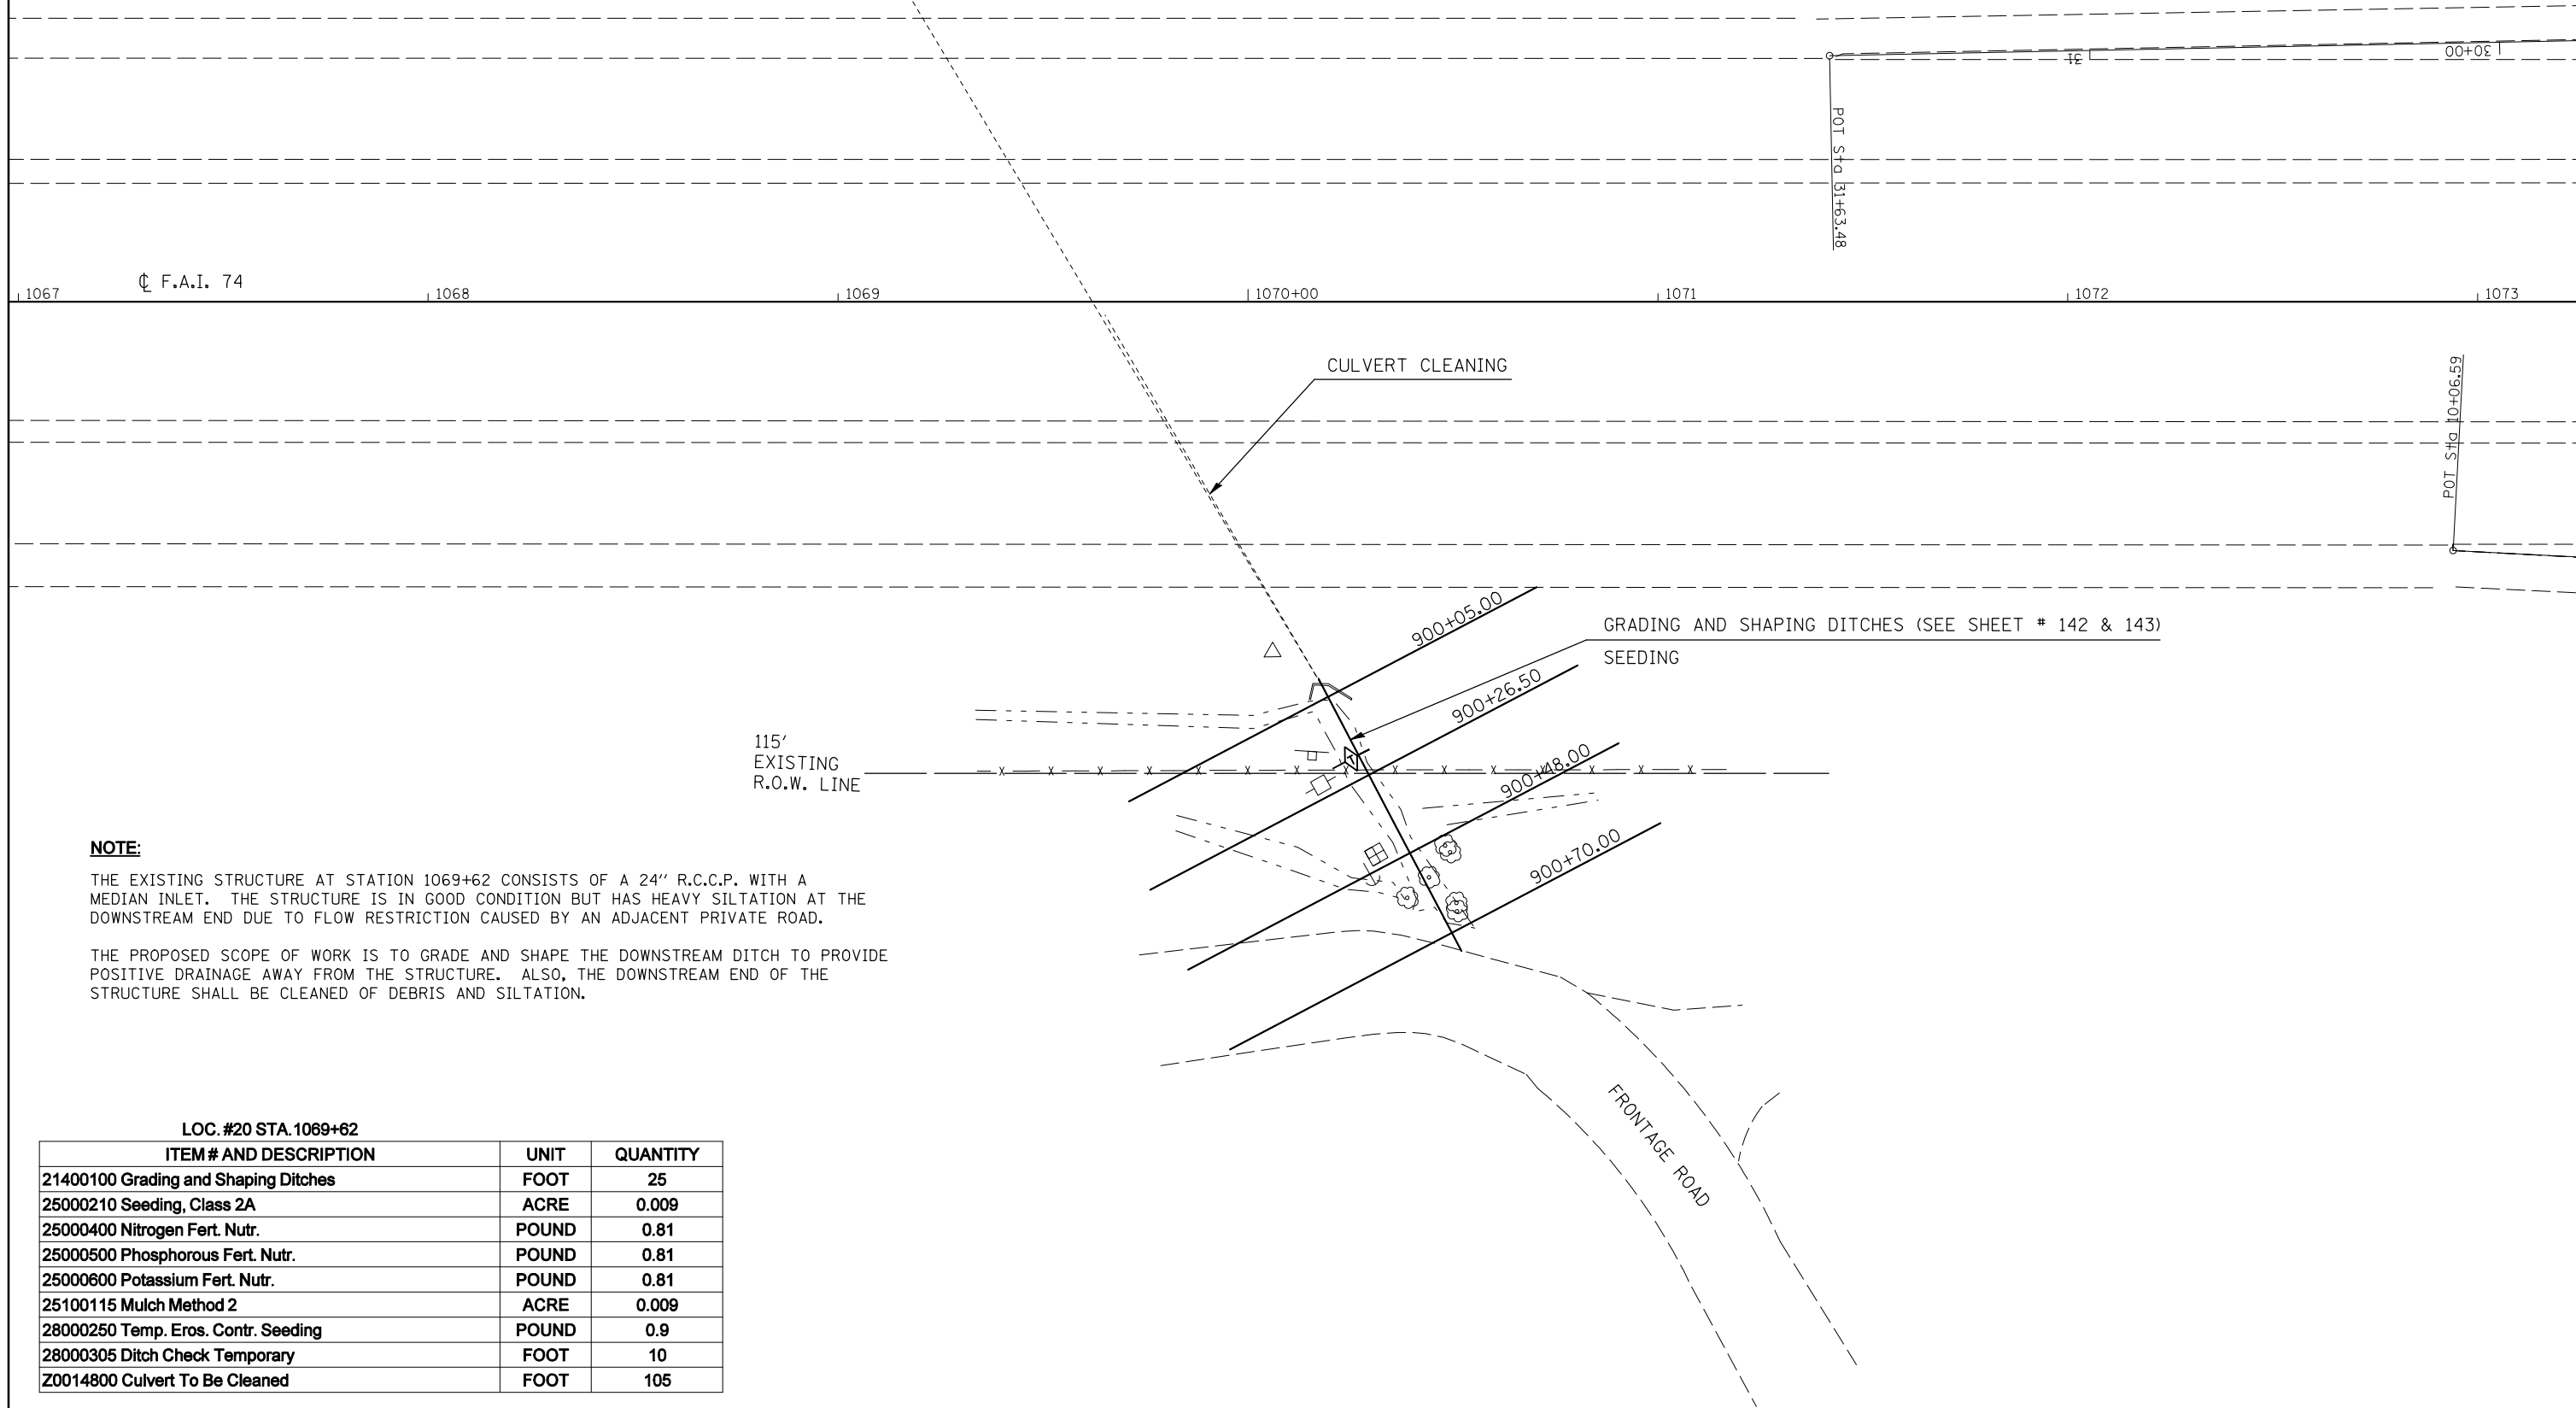 30+00
31
POT Sta 31+63.48
℄ F.A.I. 74
1067
1068
1069
1070+00
1071
1072
1073
CULVERT CLEANING
POT Sta 10+06.59
900+05.00
GRADING AND SHAPING DITCHES (SEE SHEET # 142 & 143)
SEEDING
900+26.50
115'
EXISTING
R.O.W. LINE
X X X X X X X X X X X X X X X
900+48.00
900+70.00
NOTE:
THE EXISTING STRUCTURE AT STATION 1069+62 CONSISTS OF A 24'' R.C.C.P. WITH A
MEDIAN INLET. THE STRUCTURE IS IN GOOD CONDITION BUT HAS HEAVY SILTATION AT THE
DOWNSTREAM END DUE TO FLOW RESTRICTION CAUSED BY AN ADJACENT PRIVATE ROAD.
THE PROPOSED SCOPE OF WORK IS TO GRADE AND SHAPE THE DOWNSTREAM DITCH TO PROVIDE
POSITIVE DRAINAGE AWAY FROM THE STRUCTURE. ALSO, THE DOWNSTREAM END OF THE
STRUCTURE SHALL BE CLEANED OF DEBRIS AND SILTATION.
FRONTAGE ROAD
LOC. #20 STA. 1069+62
ITEM # AND DESCRIPTION UNIT QUANTITY
21400100 Grading and Shaping Ditches FOOT 25
25000210 Seeding, Class 2A ACRE 0.009
25000400 Nitrogen Fert. Nutr. POUND 0.81
25000500 Phosphorous Fert. Nutr. POUND 0.81
25000600 Potassium Fert. Nutr. POUND 0.81
25100115 Mulch Method 2 ACRE 0.009
28000250 Temp. Eros. Contr. Seeding POUND 0.9
28000305 Ditch Check Temporary FOOT 10
Z0014800 Culvert To Be Cleaned FOOT 105